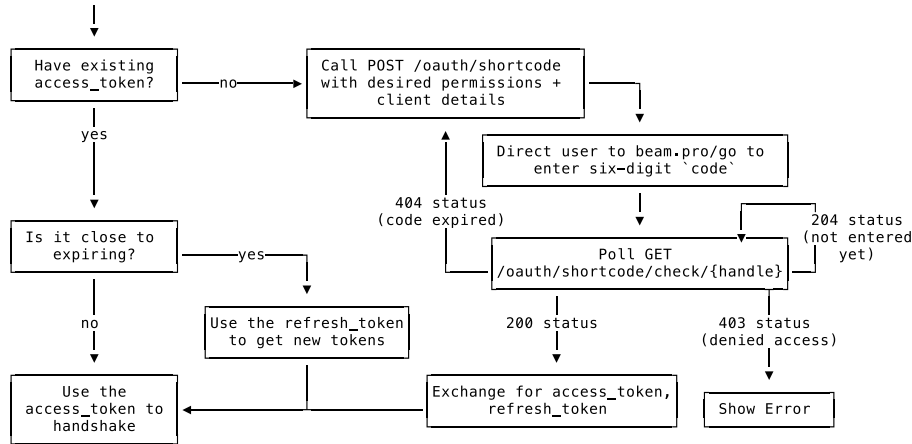 Have existing
access_token?
no
Call POST /oauth/shortcode
with desired permissions +
client details
yes
Direct user to beam.pro/go to
enter six-digit `code`
404 status
(code expired)
204 status
(not entered
yet)
Is it close to
expiring?
yes
Poll GET
/oauth/shortcode/check/{handle}
no
Use the refresh_token
to get new tokens
200 status
403 status
(denied access)
Use the
access_token to
handshake
Exchange for access_token,
refresh_token
Show Error